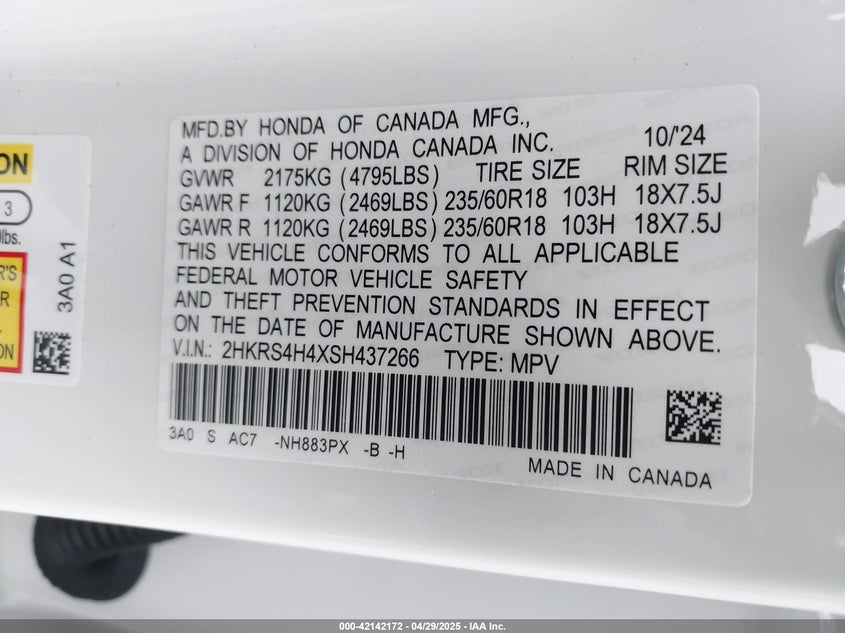 MFD.BY HONDA OF CANADA MFG.,
A DIVISION OF HONDA CANADA INC. 10/'24
GVWR 2175KG (4795LBS) TIRE SIZE RIM SIZE
GAWR F 1120KG (2469LBS) 235/60R18 103H 18X7.5J
GAWR R 1120KG (2469LBS) 235/60R18 103H 18X7.5J
THIS VEHICLE CONFORMS TO ALL APPLICABLE
FEDERAL MOTOR VEHICLE SAFETY
AND THEFT PREVENTION STANDARDS IN EFFECT
ON THE DATE OF MANUFACTURE SHOWN ABOVE.
V.I.N.: 2HKRS4H4XSH437266 TYPE: MPV
3A0 S AC7 -NH883PX -B -H
MADE IN CANADA
ON
3
lbs.
R'S
R
ON
3A0 A1
000-42142172 - 04/29/2025 - IAA Inc.